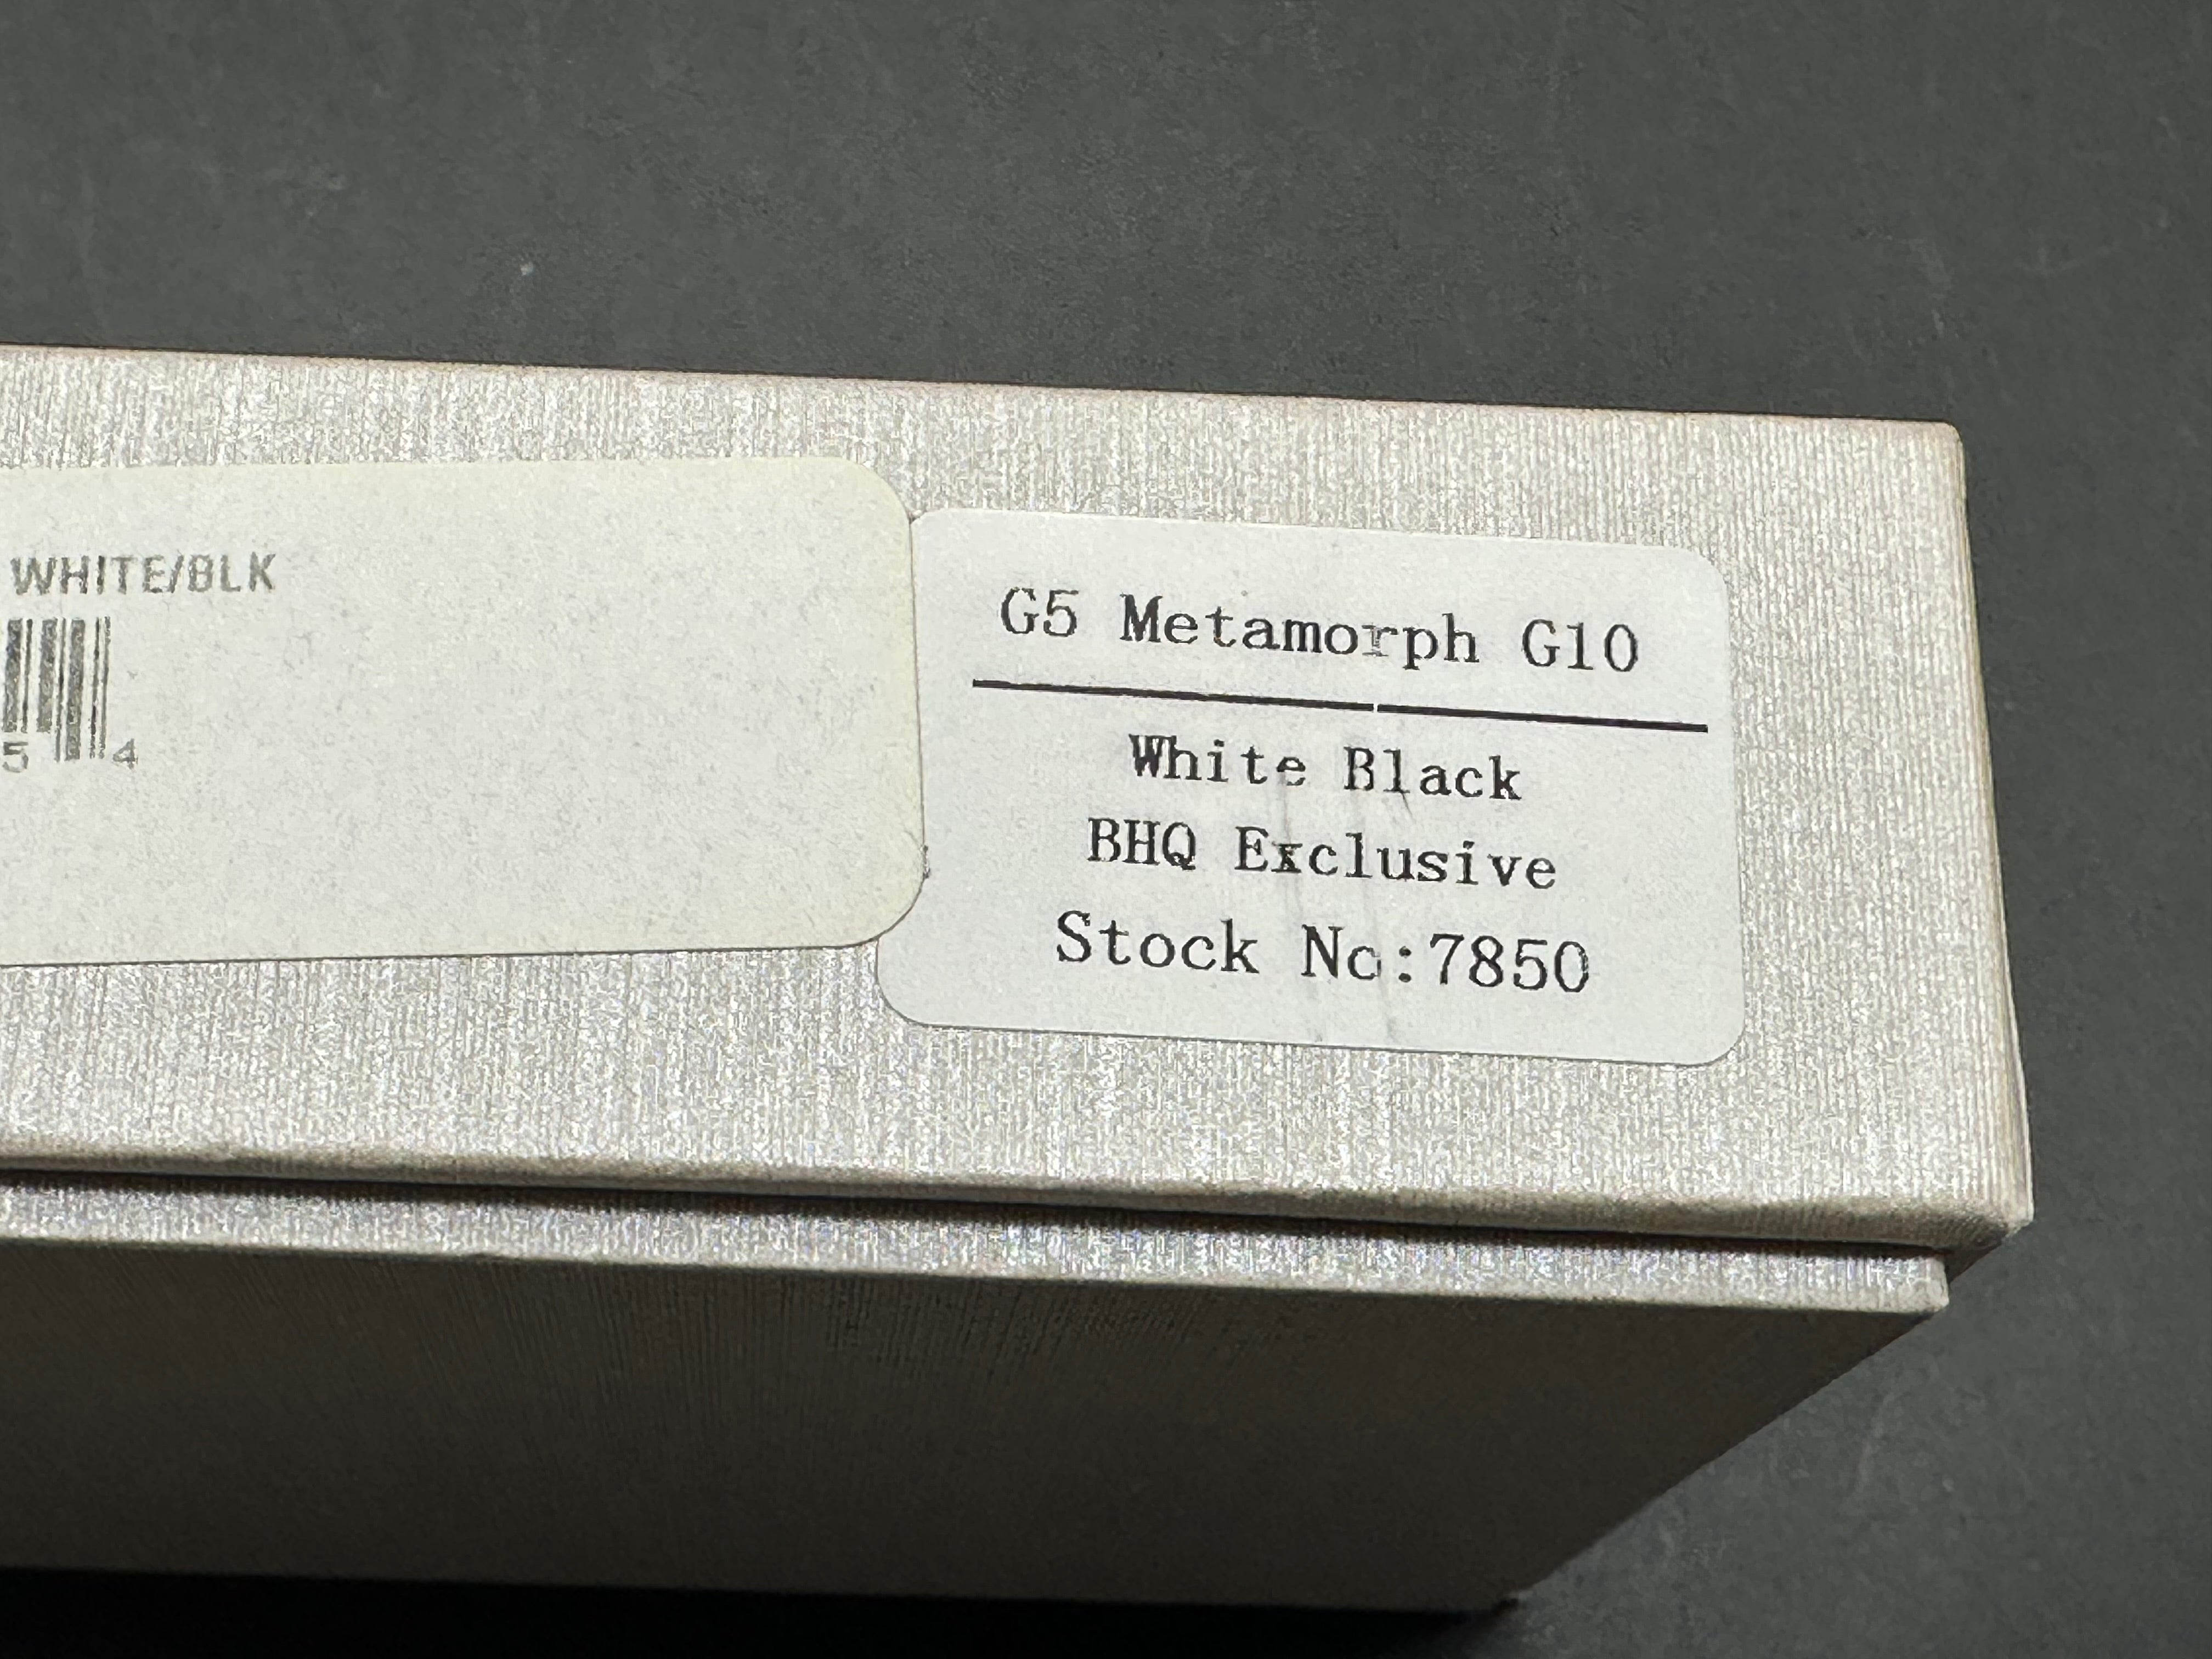 WHITE/BLK
5 4
G5 Metamorph G10
White Black
BHQ Exclusive
Stock No:7850